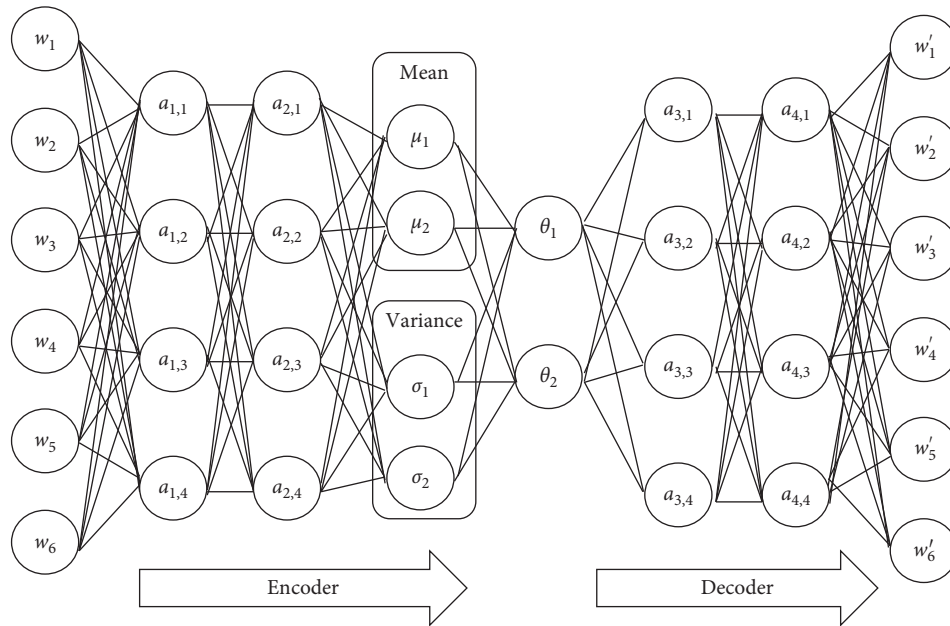 w1
w2
w3
w4
w5
w6
a1,1
a1,2
a1,3
a1,4
a2,1
a2,2
a2,3
a2,4
Mean
μ1
μ2
Variance
σ1
σ2
θ1
θ2
a3,1
a3,2
a3,3
a3,4
a4,1
a4,2
a4,3
a4,4
w′1
w′2
w′3
w′4
w′5
w′6
Encoder
Decoder